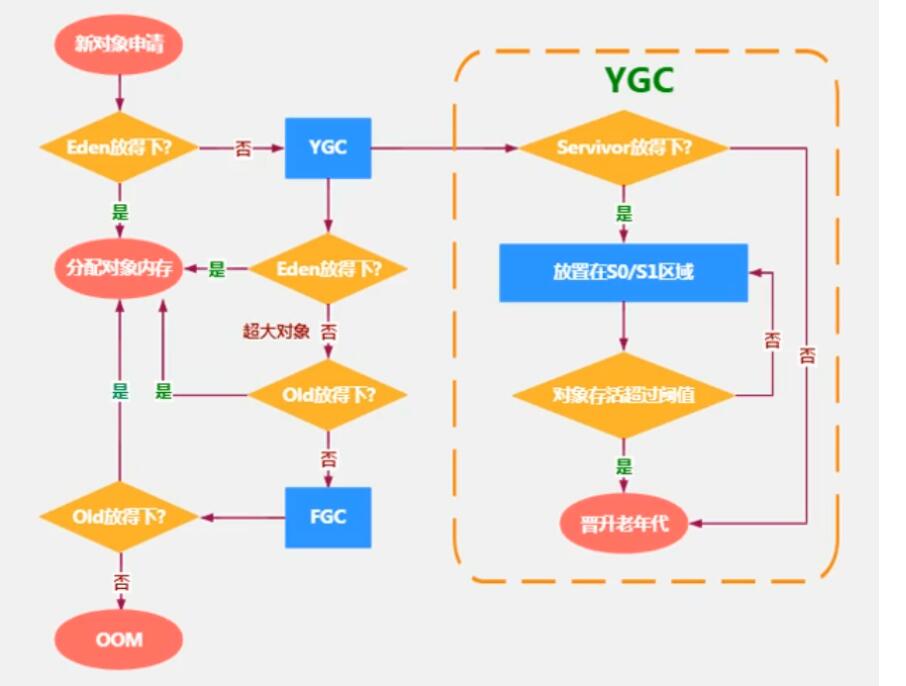 新对象申请
Eden放得下?
否
YGC
是
分配对象内存
是
Eden放得下?
超大对象
否
是
是
Old放得下?
否
Old放得下?
FGC
否
OOM
YGC
Servivor放得下?
是
放置在S0/S1区域
否
否
对象存活超过阈值
是
晋升老年代